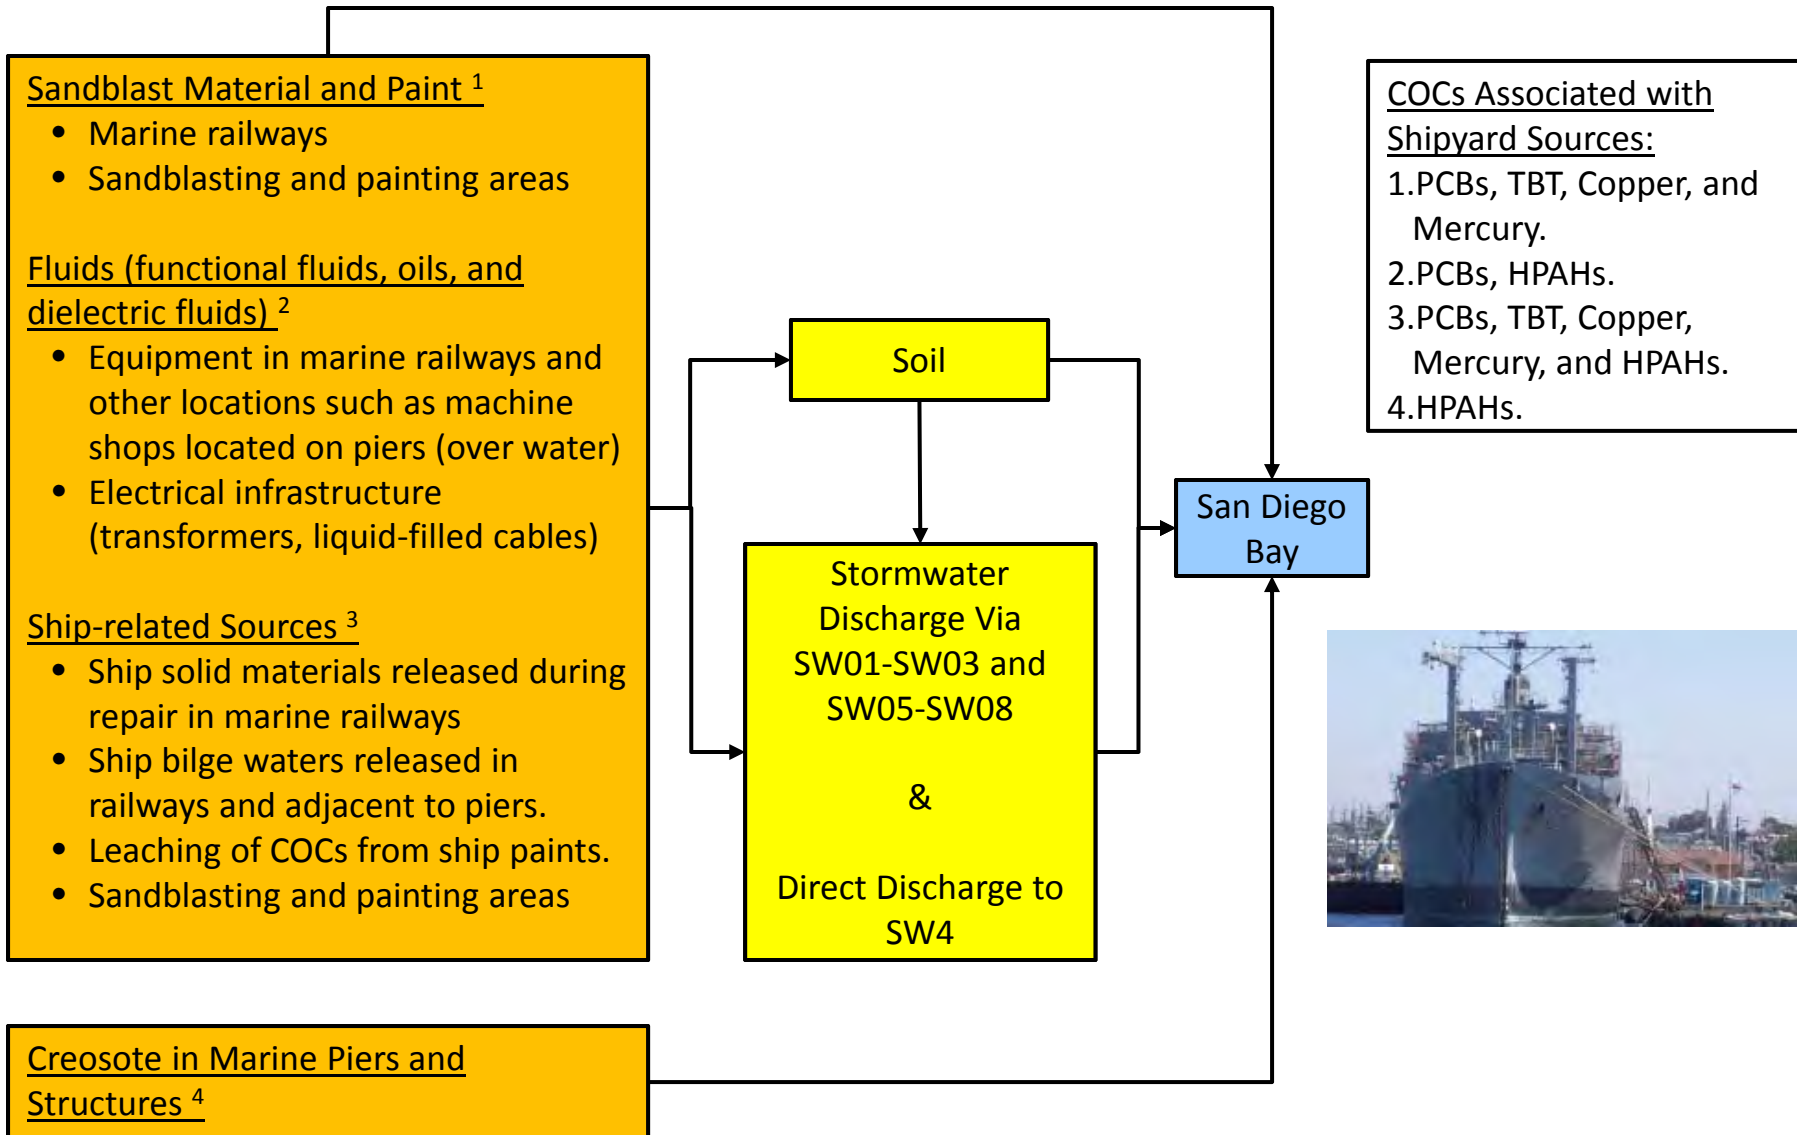 Sandblast Material and Paint 1
• Marine railways
• Sandblasting and painting areas
Fluids (functional fluids, oils, and
dielectric fluids) 2
• Equipment in marine railways and
other locations such as machine
shops located on piers (over water)
• Electrical infrastructure
(transformers, liquid-filled cables)
Ship-related Sources 3
• Ship solid materials released during
repair in marine railways
• Ship bilge waters released in
railways and adjacent to piers.
• Leaching of COCs from ship paints.
• Sandblasting and painting areas
Creosote in Marine Piers and
Structures 4
Soil
Stormwater
Discharge Via
SW01-SW03 and
SW05-SW08
&
Direct Discharge to
SW4
San Diego
Bay
COCs Associated with
Shipyard Sources:
1.PCBs, TBT, Copper, and
Mercury.
2.PCBs, HPAHs.
3.PCBs, TBT, Copper,
Mercury, and HPAHs.
4.HPAHs.